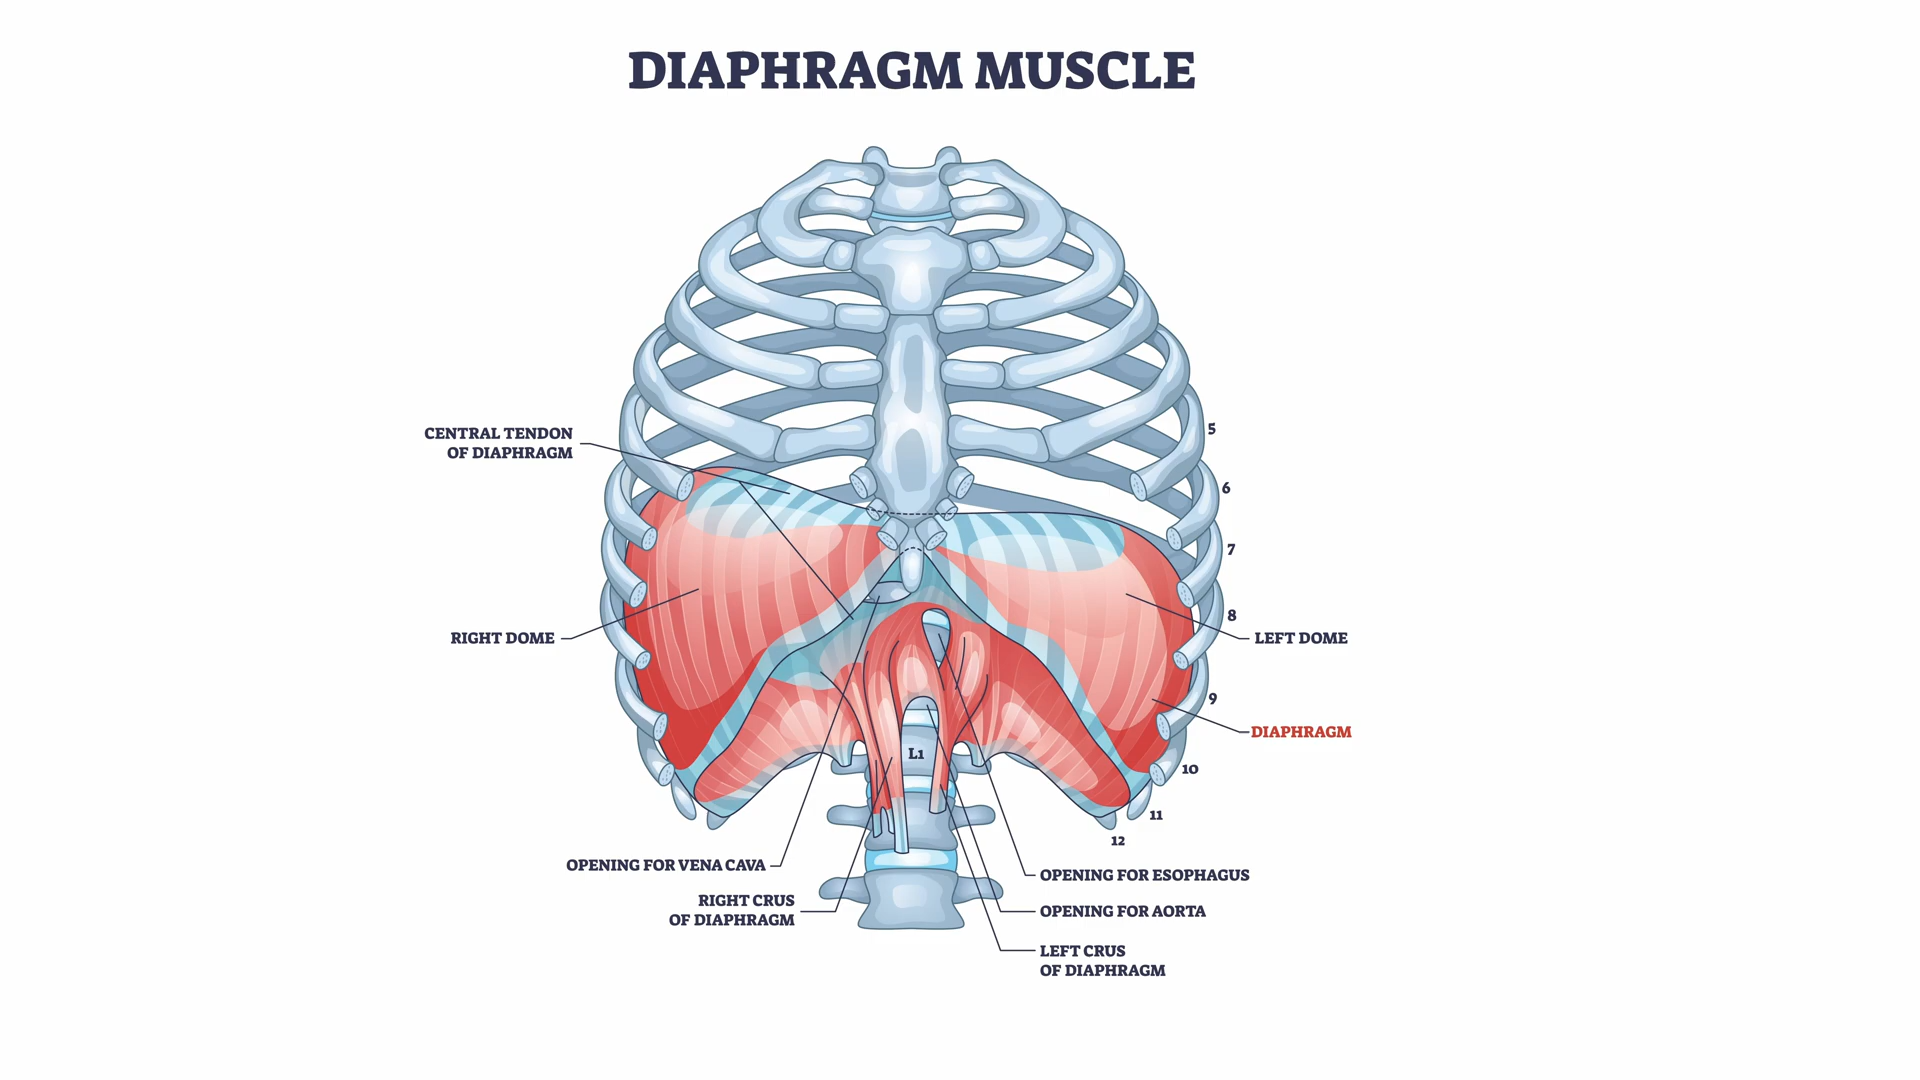 DIAPHRAGM MUSCLE
CENTRAL TENDON
OF DIAPHRAGM
5
6
7
8
RIGHT DOME
LEFT DOME
9
DIAPHRAGM
L1
10
11
12
OPENING FOR VENA CAVA
OPENING FOR ESOPHAGUS
RIGHT CRUS
OF DIAPHRAGM
OPENING FOR AORTA
LEFT CRUS
OF DIAPHRAGM